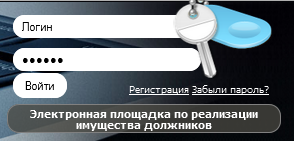 Логин
••••••
Войти
Регистрация Забыли пароль?
Электронная площадка по реализации
имущества должников